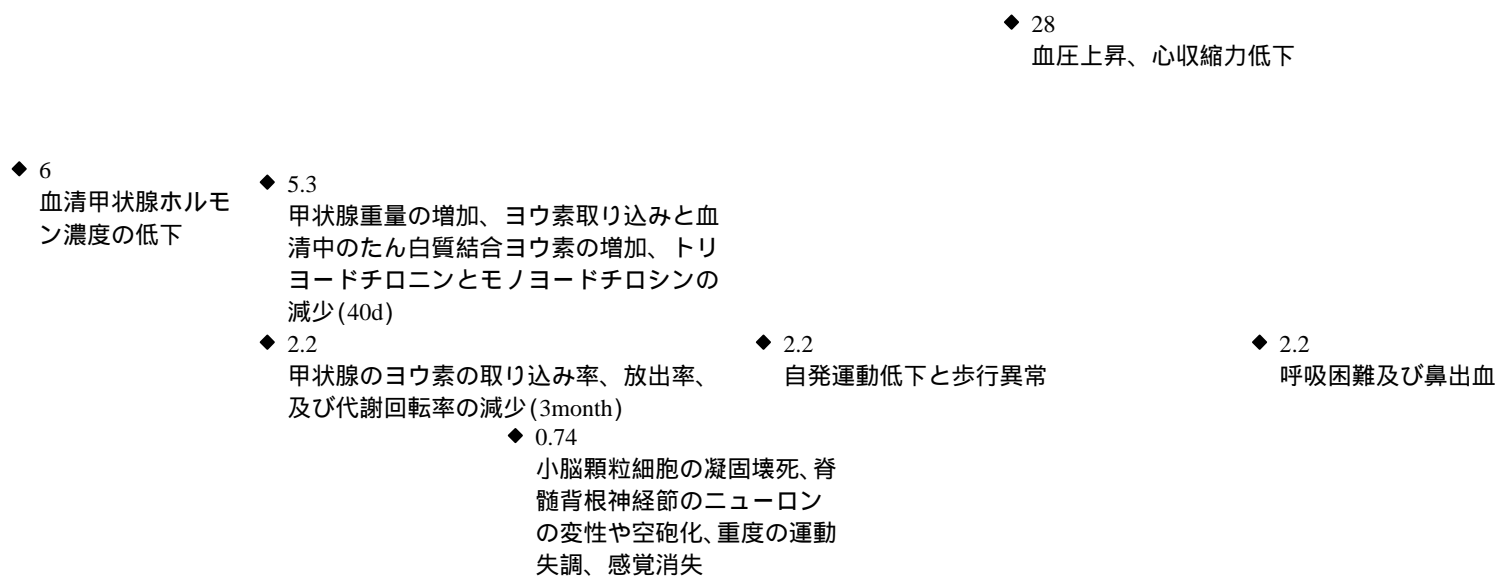 ◆ 28
血圧上昇、心収縮力低下
◆ 6
血清甲状腺ホルモ
ン濃度の低下
◆ 5.3
甲状腺重量の増加、ヨウ素取り込みと血
清中のたん白質結合ヨウ素の増加、トリ
ヨードチロニンとモノヨードチロシンの
減少(40d)
◆ 2.2
甲状腺のヨウ素の取り込み率、放出率、
及び代謝回転率の減少(3month)
◆ 2.2
自発運動低下と歩行異常
◆ 2.2
呼吸困難及び鼻出血
◆ 0.74
小脳顆粒細胞の凝固壊死、脊
髄背根神経節のニューロン
の変性や空砲化、重度の運動
失調、感覚消失